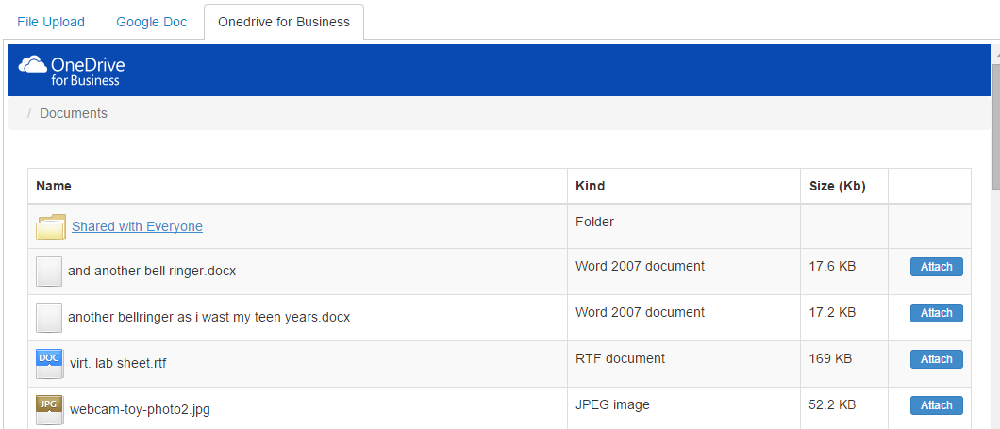 File Upload Google Doc Onedrive for Business
OneDrive
for Business
/ Documents
Name Kind Size (Kb)
Shared with Everyone Folder -
and another bell ringer.docx Word 2007 document 17.6 KB Attach
another bellringer as i wast my teen years.docx Word 2007 document 17.2 KB Attach
DOC virt. lab sheet.rtf RTF document 169 KB Attach
JPG webcam-toy-photo2.jpg JPEG image 52.2 KB Attach